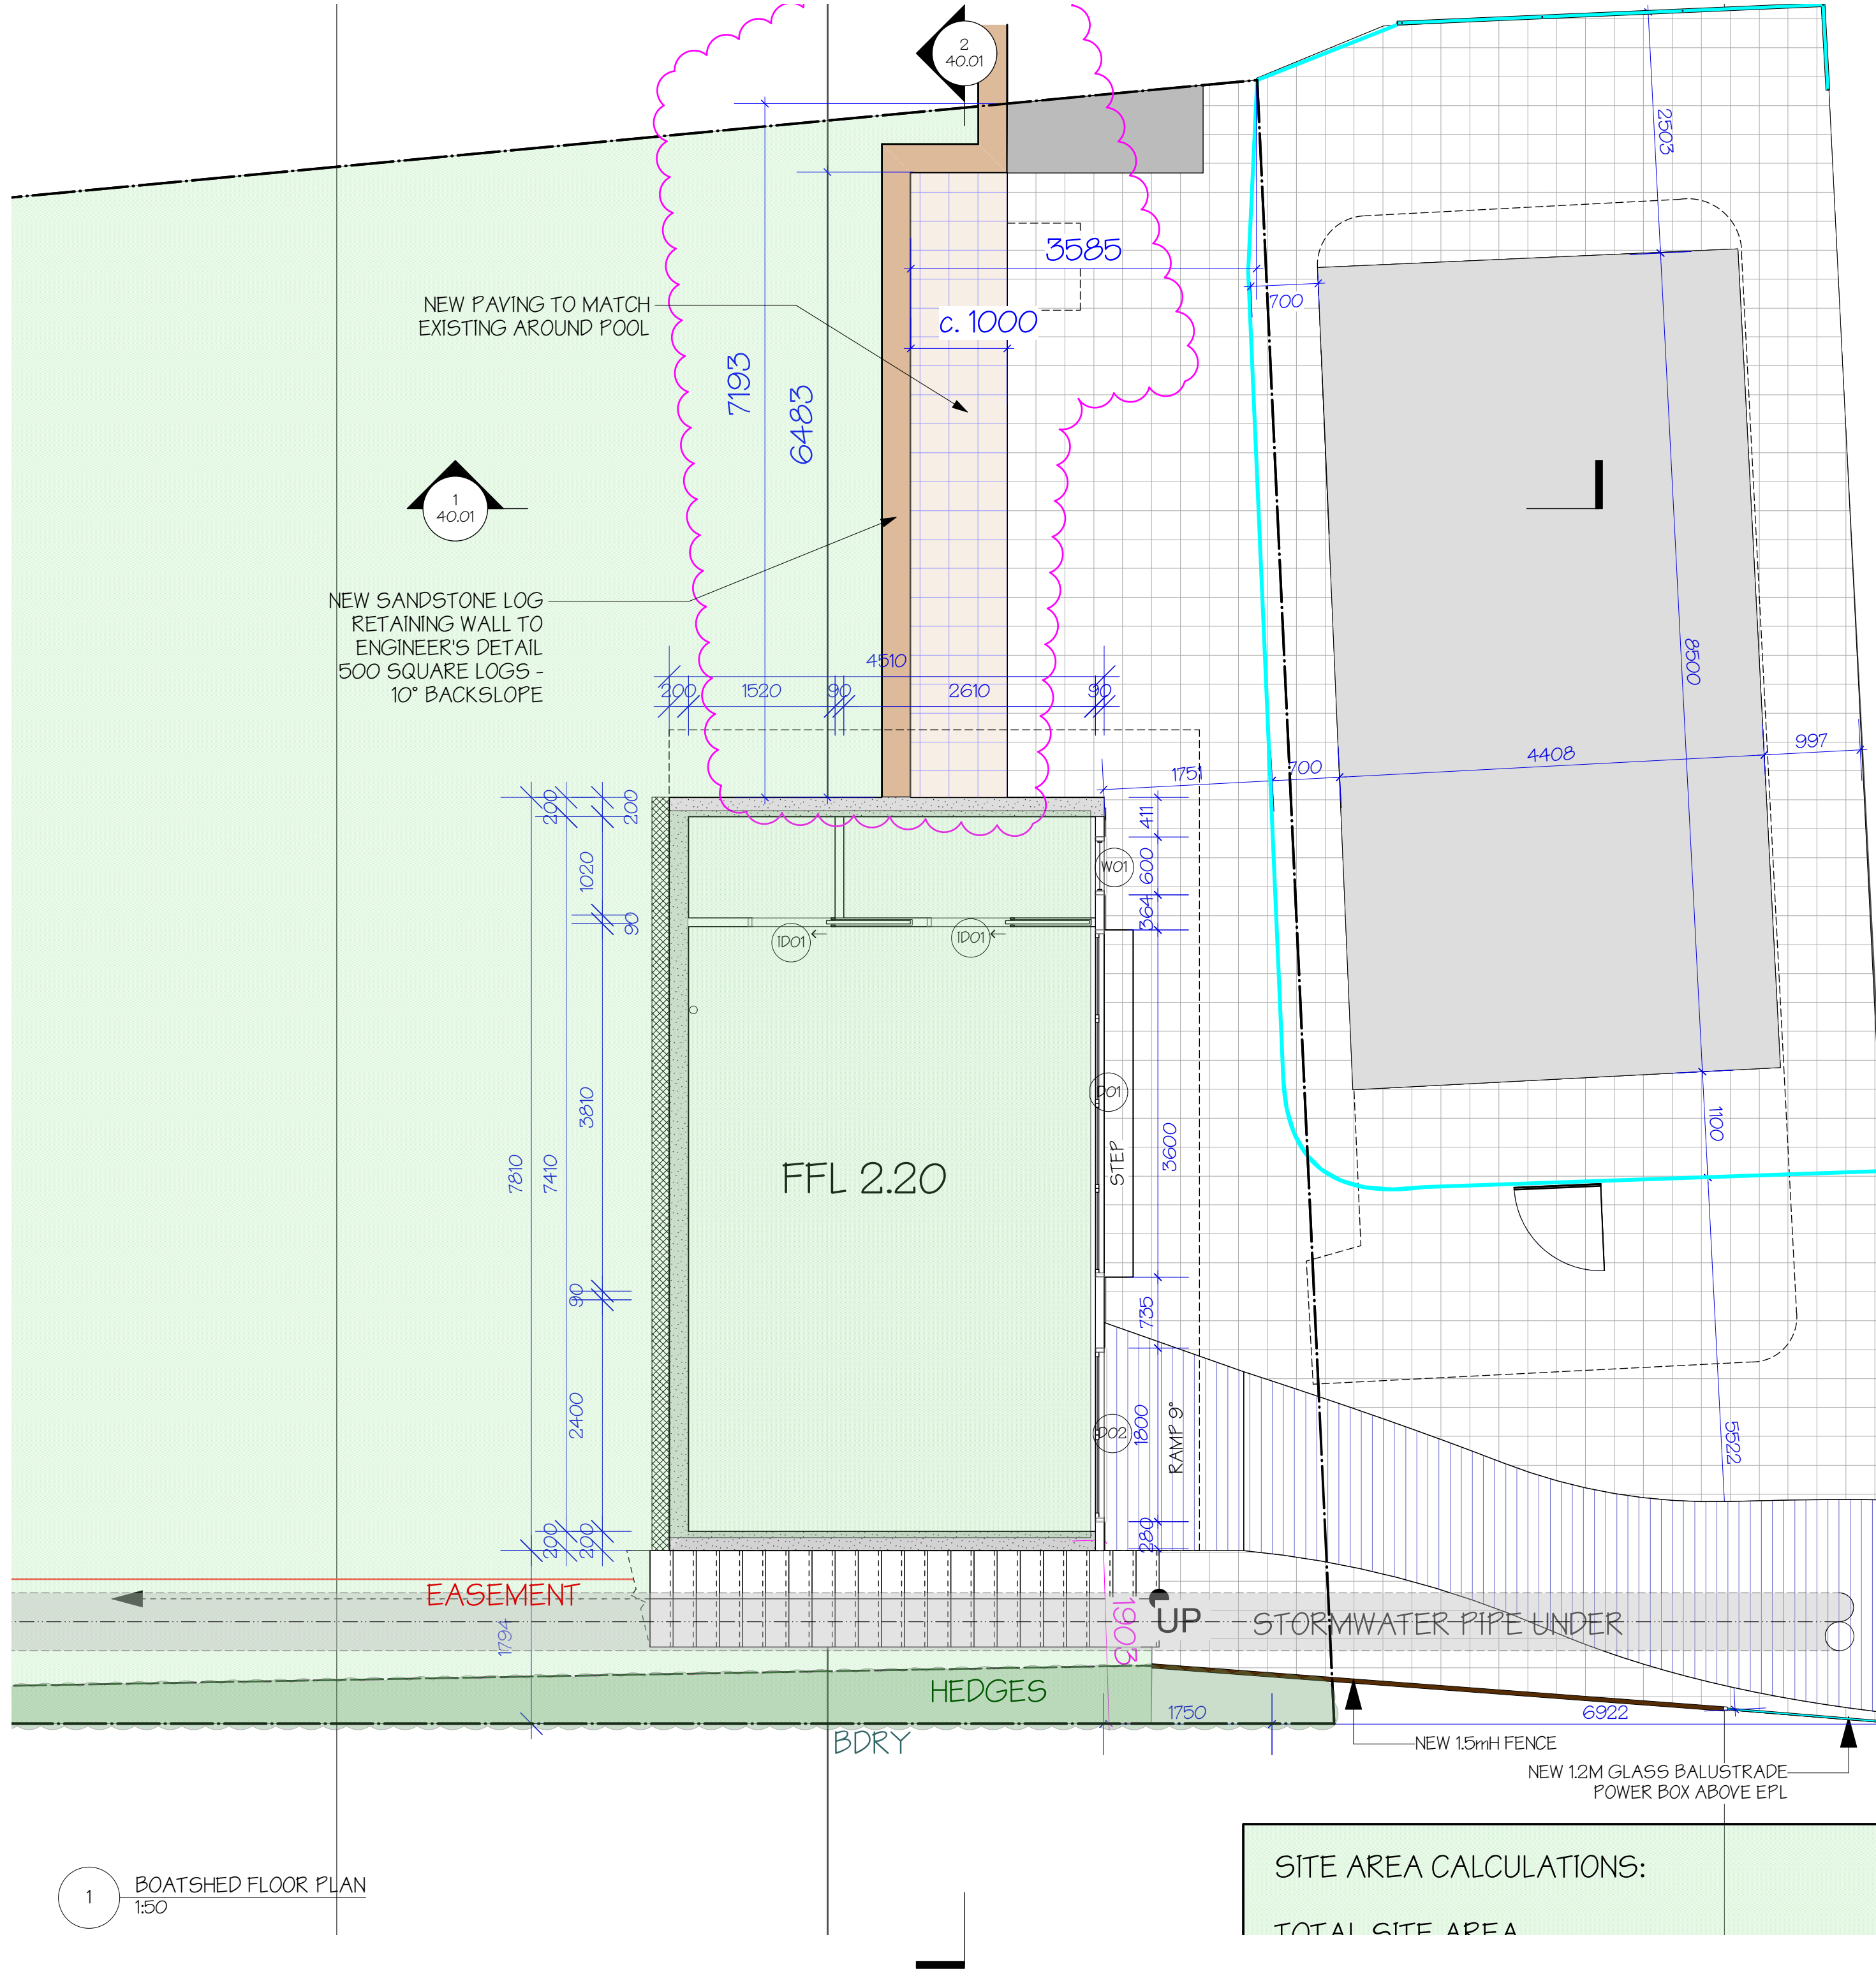 2
40.01
2503
3585
700
NEW PAVING TO MATCH
EXISTING AROUND POOL
c. 1000
7193
6483
1
40.01
NEW SANDSTONE LOG
RETAINING WALL TO
ENGINEER'S DETAIL
500 SQUARE LOGS -
10° BACKSLOPE
4510
200
1520
90
2610
90
8500
997
4408
700
1751
200
200
411
1020
W01
600
364
90
ID01
ID01
3810
D01
1100
STEP
3600
7810
7410
FFL 2.20
90
735
2400
D02
1800
RAMP 9°
5522
200
200
280
EASEMENT
1794
1903
UP
STORMWATER PIPE UNDER
HEDGES
1750
6922
BDRY
NEW 1.5mH FENCE
NEW 1.2M GLASS BALUSTRADE
POWER BOX ABOVE EPL
SITE AREA CALCULATIONS:
1
BOATSHED FLOOR PLAN
1:50
TOTAL SITE AREA